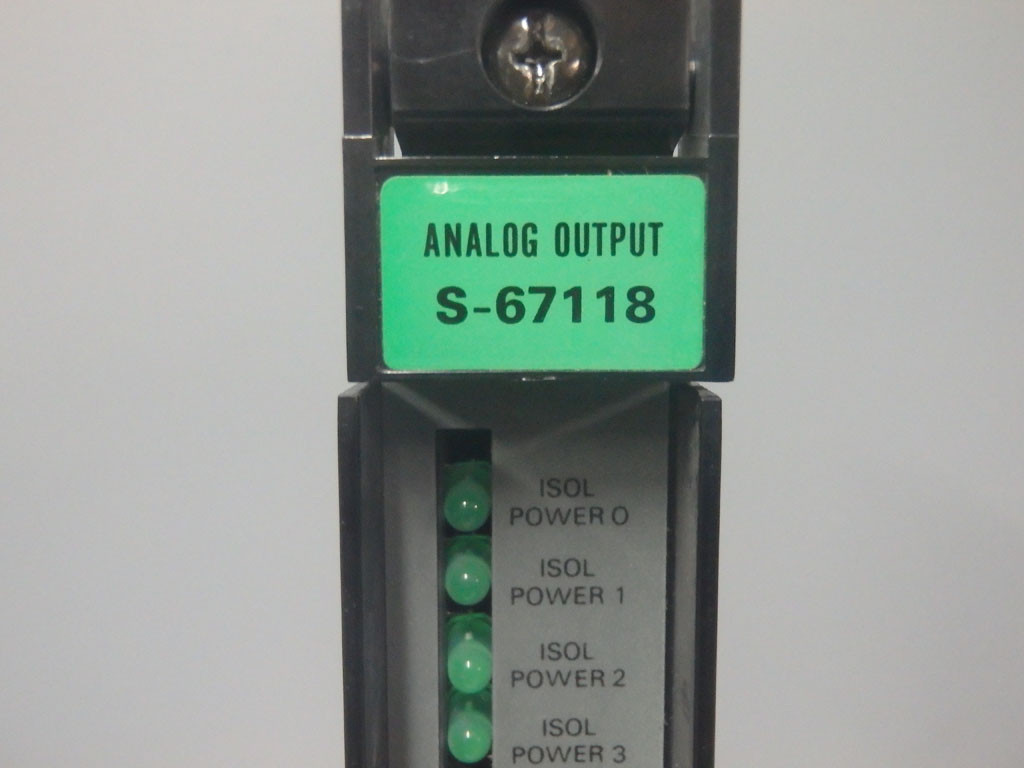 ANALOG OUTPUT
S-67118
ISOL
POWER 0
ISOL
POWER 1
ISOL
POWER 2
ISOL
POWER 3